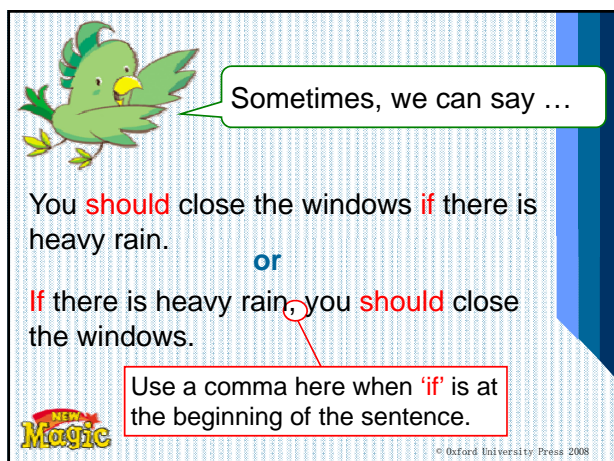 Sometimes, we can say …
You should close the windows if there is
heavy rain.
or
If there is heavy rain, you should close
the windows.
Use a comma here when ‘if’ is at
the beginning of the sentence.
NEW
Magic
© Oxford University Press 2008